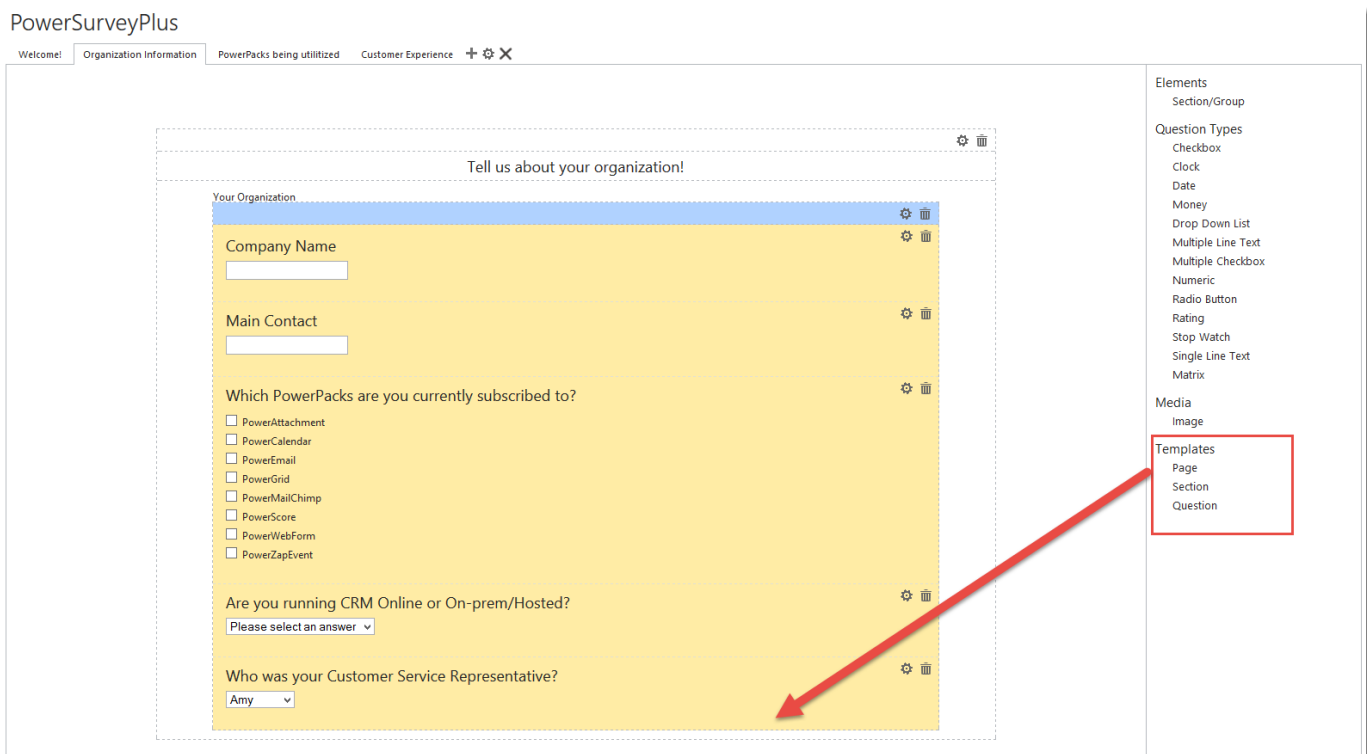 PowerSurveyPlus
Welcome! Organization Information PowerPacks being utilitized Customer Experience
Tell us about your organization!
Your Organization
Company Name
Main Contact
Which PowerPacks are you currently subscribed to?
PowerAttachment
PowerCalendar
PowerEmail
PowerGrid
PowerMailChimp
PowerScore
PowerWebForm
PowerZapEvent
Are you running CRM Online or On-prem/Hosted?
Please select an answer
Who was your Customer Service Representative?
Amy
Elements
Section/Group
Question Types
Checkbox
Clock
Date
Money
Drop Down List
Multiple Line Text
Multiple Checkbox
Numeric
Radio Button
Rating
Stop Watch
Single Line Text
Matrix
Media
Image
Templates
Page
Section
Question